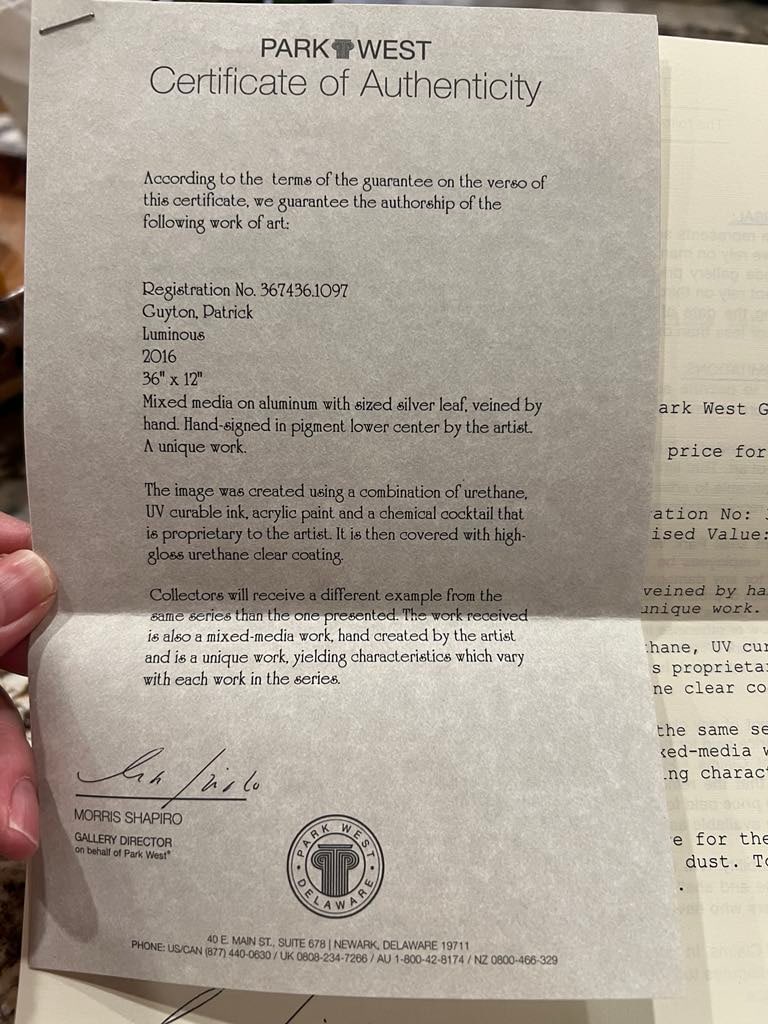 PARK WEST
Certificate of Authenticity
According to the terms of the guarantee on the verso of
this certificate, we guarantee the authorship of the
following work of art:
Registration No. 367436.1097
Guyton, Patrick
Luminous
2016
36" x 12"
Mixed media on aluminum with sized silver leaf, veined by
hand. Hand-signed in pigment lower center by the artist.
A unique work.
The image was created using a combination of urethane,
UV curable ink, acrylic paint and a chemical cocktail that
is proprietary to the artist. It is then covered with high-
gloss urethane clear coating.
Collectors will receive a different example from the
same series than the one presented. The work received
is also a mixed-media work, hand created by the artist
and is a unique work, yielding characteristics which vary
with each work in the series.
MORRIS SHAPIRO
GALLERY DIRECTOR
on behalf of Park West®
PARK WEST
DELAWARE
40 E. MAIN ST., SUITE 678 | NEWARK, DELAWARE 19711
PHONE: US/CAN (877) 440-0630 / UK 0808-234-7266 / AU 1-800-42-8174 / NZ 0800-466-329
ark West G
price for
ation No:
ised Value:
veined by ha
unique work.
hane, UV cur
s proprieta
ne clear co
the same se
xed-media w
ng charact
e for the
dust. To